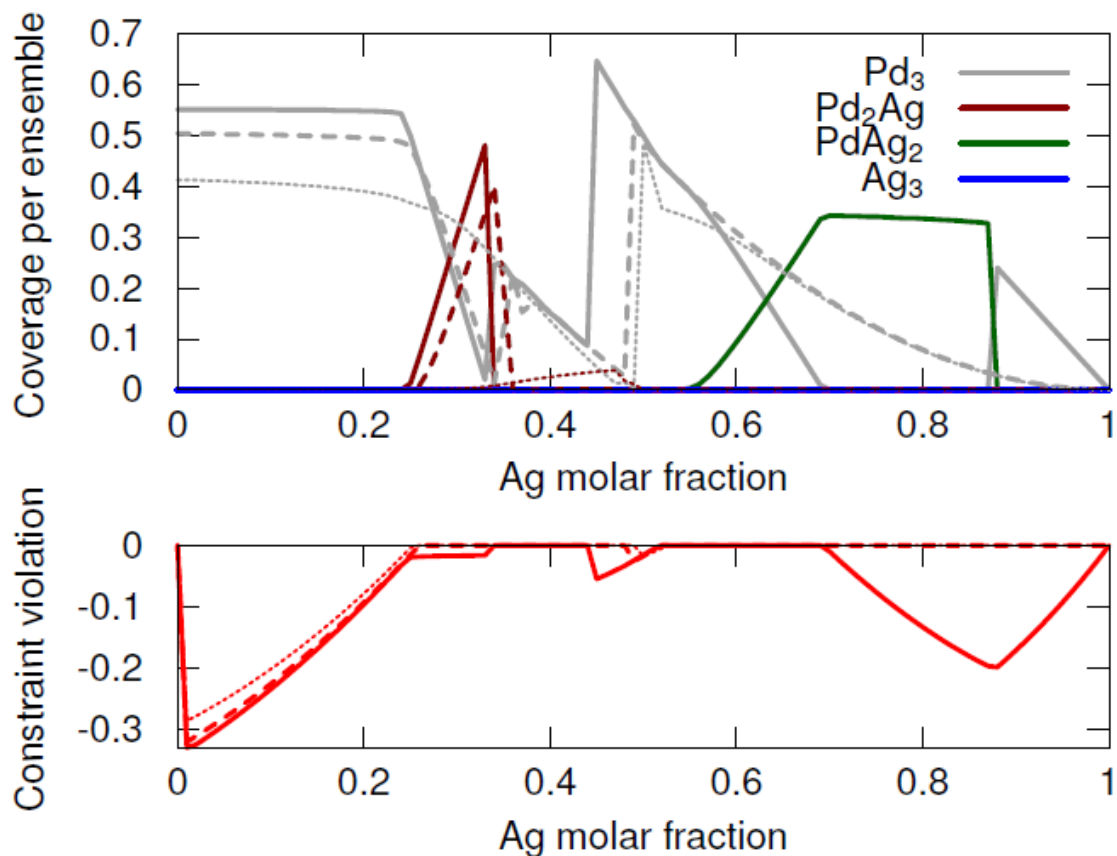 Coverage per ensemble
0.7
0.6
0.5
0.4
0.3
0.2
0.1
0
Pd₃
Pd₂Ag
PdAg₂
Ag₃
0 0.2 0.4 0.6 0.8 1
Ag molar fraction
Constraint violation
0
-0.1
-0.2
-0.3
0 0.2 0.4 0.6 0.8 1
Ag molar fraction